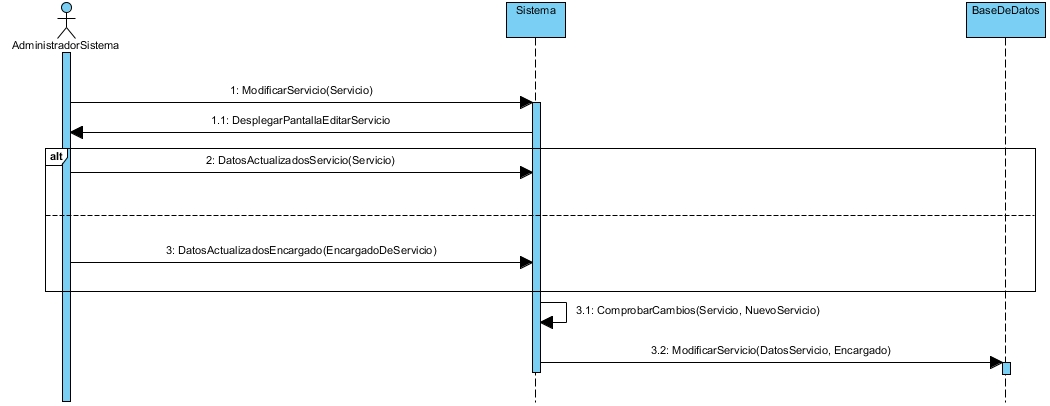 Sistema
BaseDeDatos
AdministradorSistema
1: ModificarServicio(Servicio)
1.1: DesplegarPantallaEditarServicio
alt
2: DatosActualizadosServicio(Servicio)
3: DatosActualizadosEncargado(EncargadoDeServicio)
3.1: ComprobarCambios(Servicio, NuevoServicio)
3.2: ModificarServicio(DatosServicio, Encargado)